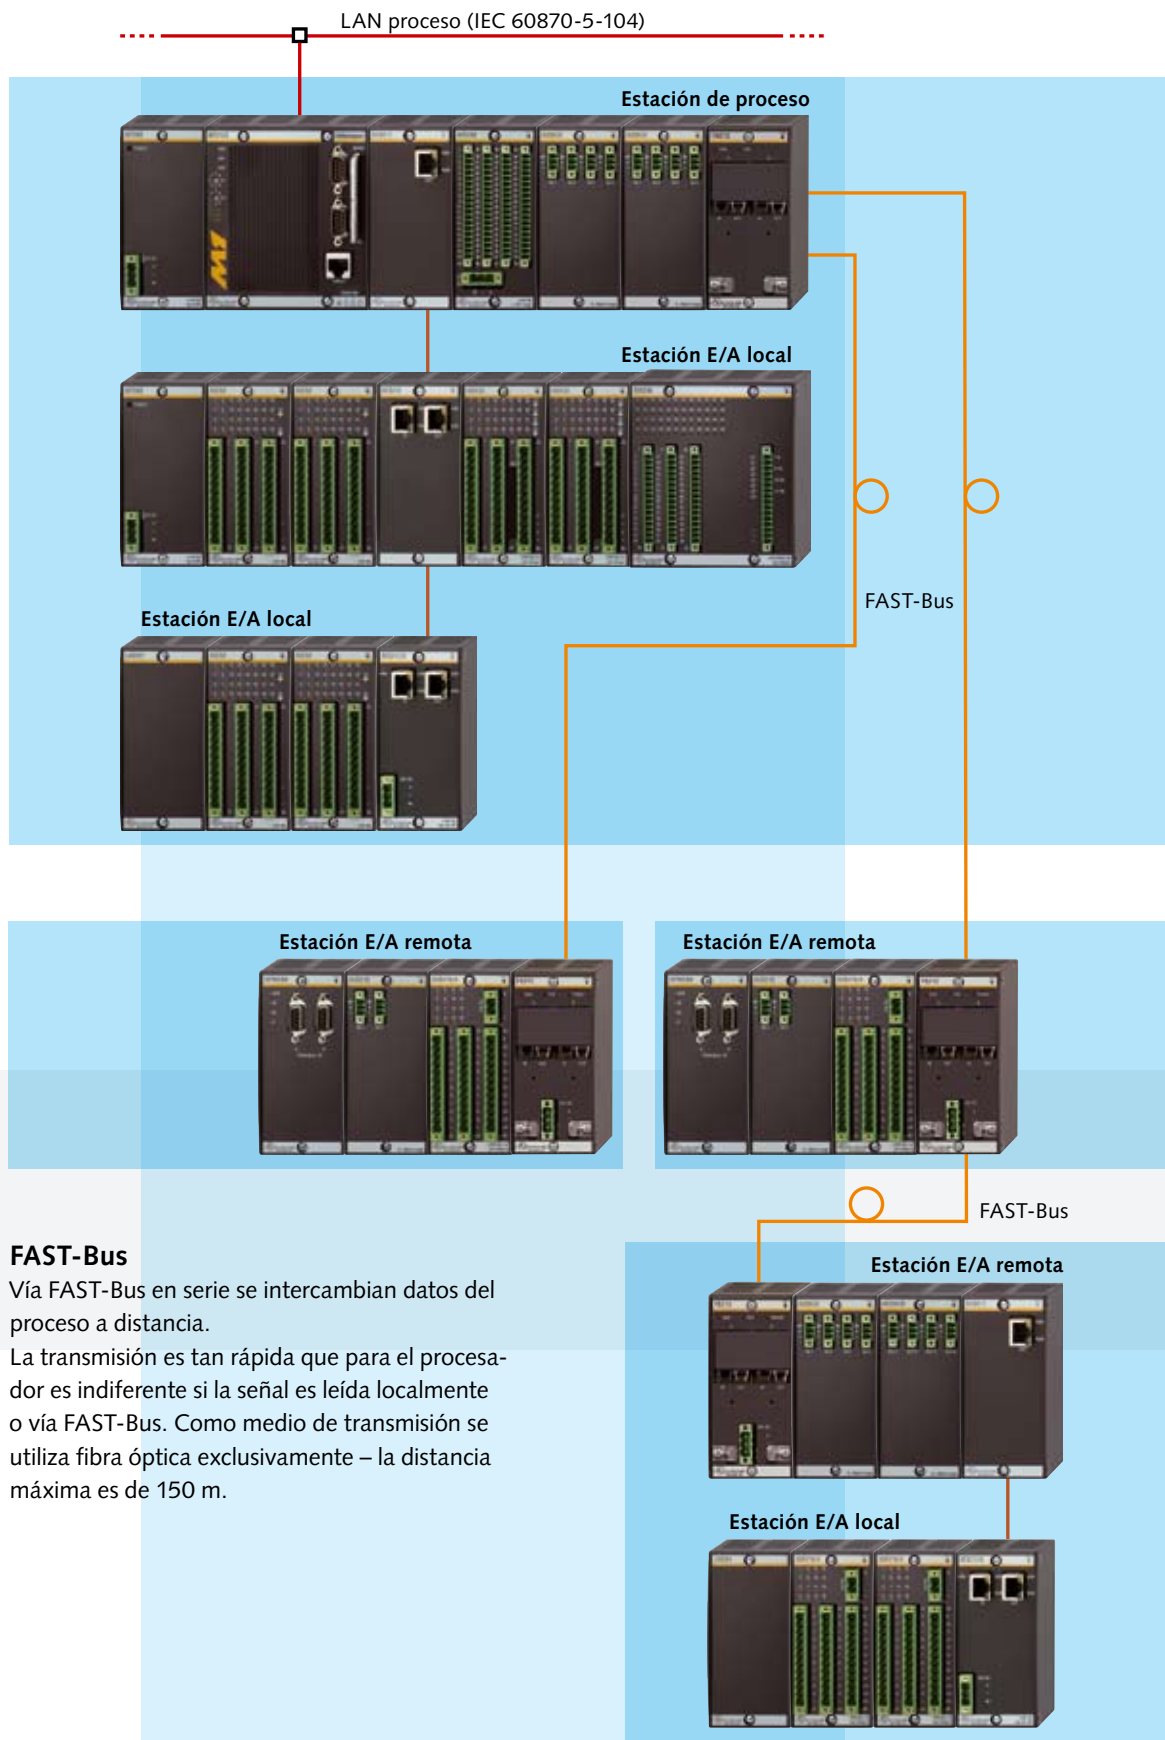 LAN proceso (IEC 60870-5-104)
Estación de proceso
Estación E/A local
FAST-Bus
Estación E/A local
Estación E/A remota
Estación E/A remota
FAST-Bus
Estación E/A remota
FAST-Bus
Vía FAST-Bus en serie se intercambian datos del
proceso a distancia.
La transmisión es tan rápida que para el procesa-
dor es indiferente si la señal es leída localmente
o vía FAST-Bus. Como medio de transmisión se
utiliza fibra óptica exclusivamente – la distancia
máxima es de 150 m.
Estación E/A local